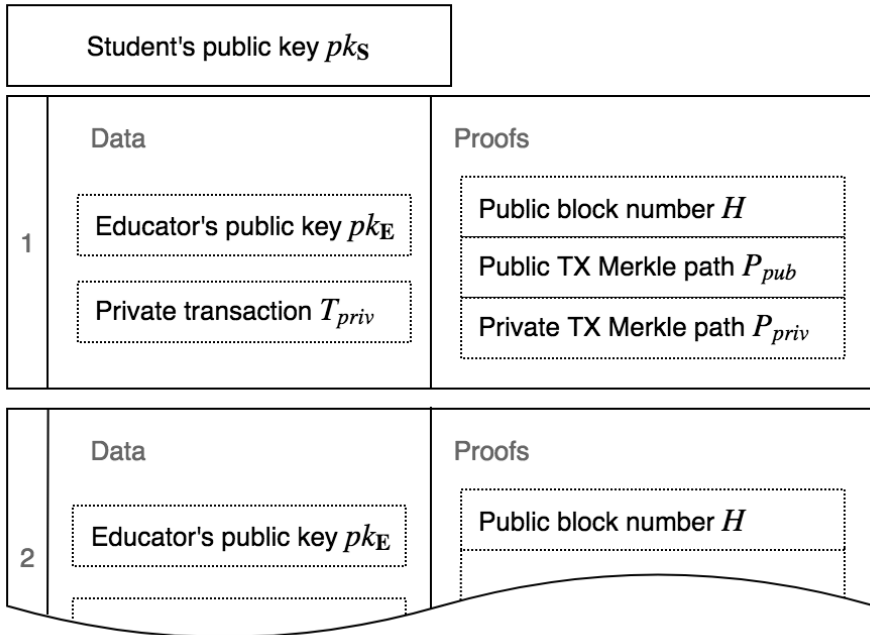 Student's public key pkS
1
Data
Educator's public key pkE
Private transaction Tpriv
Proofs
Public block number H
Public TX Merkle path Ppub
Private TX Merkle path Ppriv
2
Data
Educator's public key pkE
Proofs
Public block number H